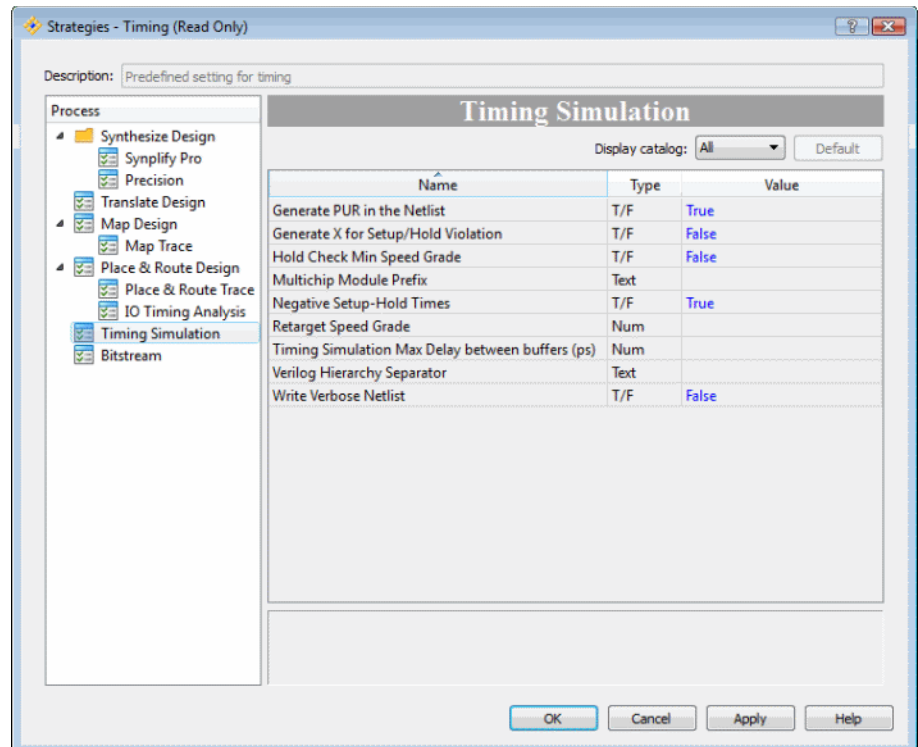 Strategies - Timing (Read Only)
Description: Predefined setting for timing
Process
Synthesize Design
Synplify Pro
Precision
Translate Design
Map Design
Map Trace
Place & Route Design
Place & Route Trace
IO Timing Analysis
Timing Simulation
Bitstream
Timing Simulation
Display catalog: All Default
Name Type Value
Generate PUR in the Netlist T/F True
Generate X for Setup/Hold Violation T/F False
Hold Check Min Speed Grade T/F False
Multichip Module Prefix Text
Negative Setup-Hold Times T/F True
Retarget Speed Grade Num
Timing Simulation Max Delay between buffers (ps) Num
Verilog Hierarchy Separator Text
Write Verbose Netlist T/F False
OK Cancel Apply Help